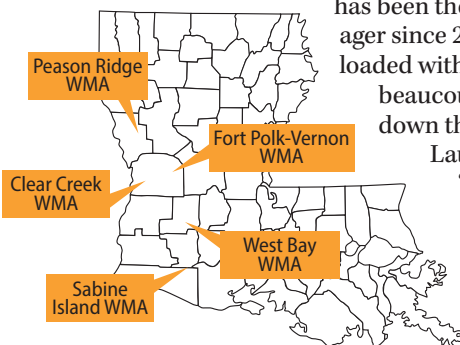 has been the
ager since 2
loaded with
beaucou
down th
Lau
Peason Ridge
WMA
Fort Polk-Vernon
WMA
Clear Creek
WMA
West Bay
WMA
Sabine
Island WMA